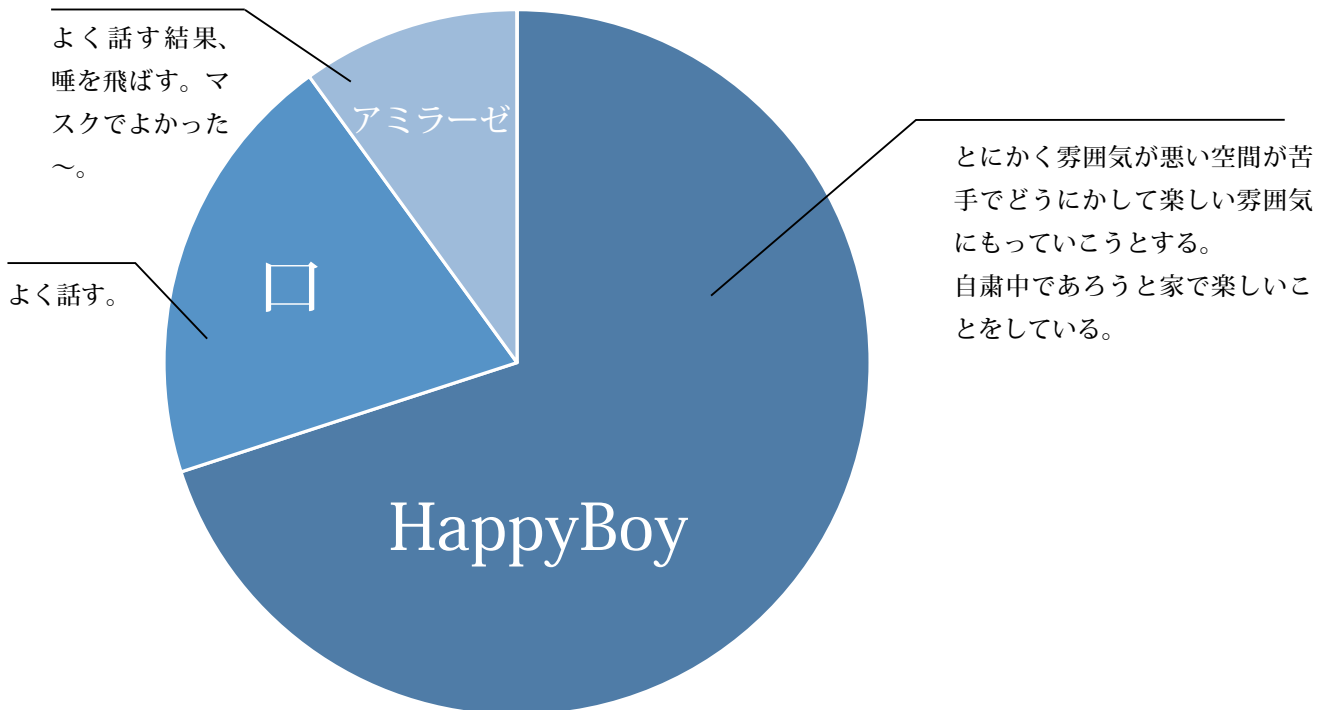 よく話す結果、
唾を飛ばす。マ
スクでよかった
～。
アミラーゼ
とにかく雰囲気が悪い空間が苦
手でどうにかして楽しい雰囲気
にもっていこうとする。
自粛中であろうと家で楽しいこ
とをしている。
口
よく話す。
HappyBoy